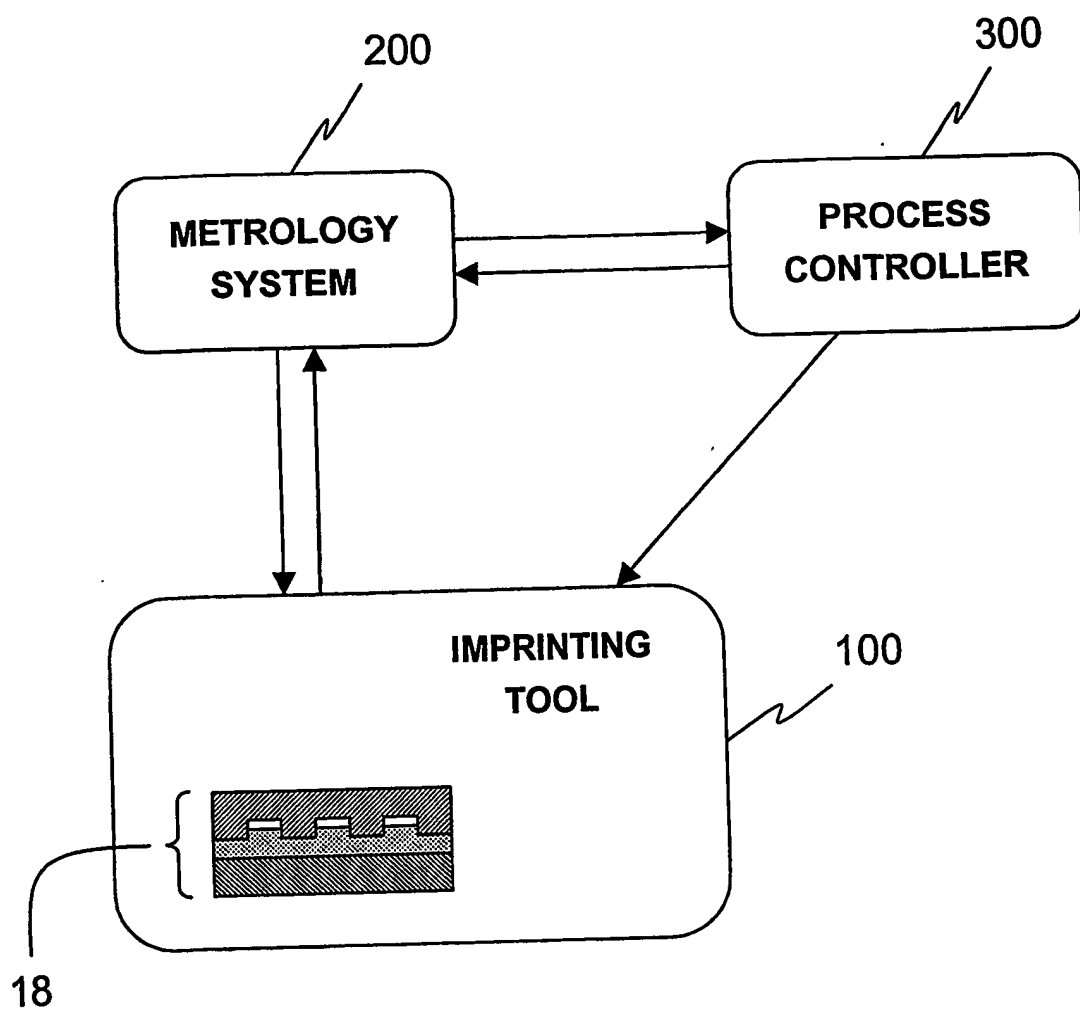 200
300
METROLOGY
SYSTEM
PROCESS
CONTROLLER
IMPRINTING
TOOL
100
18